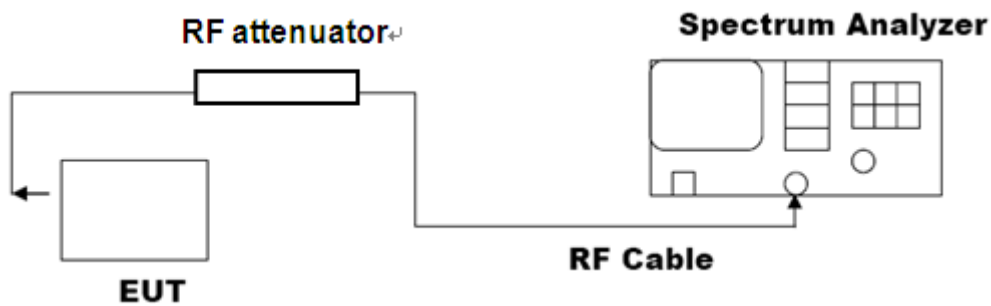 RF attenuator↵
Spectrum Analyzer
RF Cable
EUT